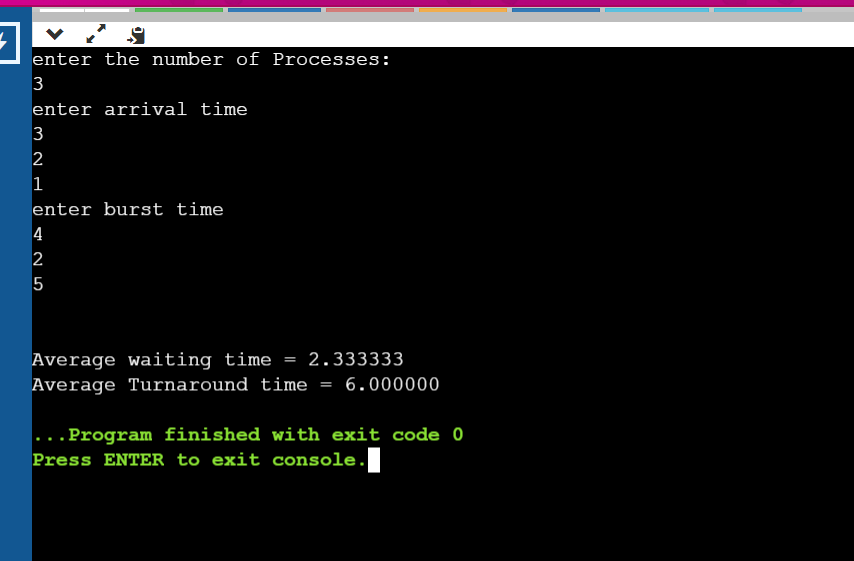 enter the number of Processes:
3
enter arrival time
3
2
1
enter burst time
4
2
5
Average waiting time = 2.333333
Average Turnaround time = 6.000000
...Program finished with exit code 0
Press ENTER to exit console.